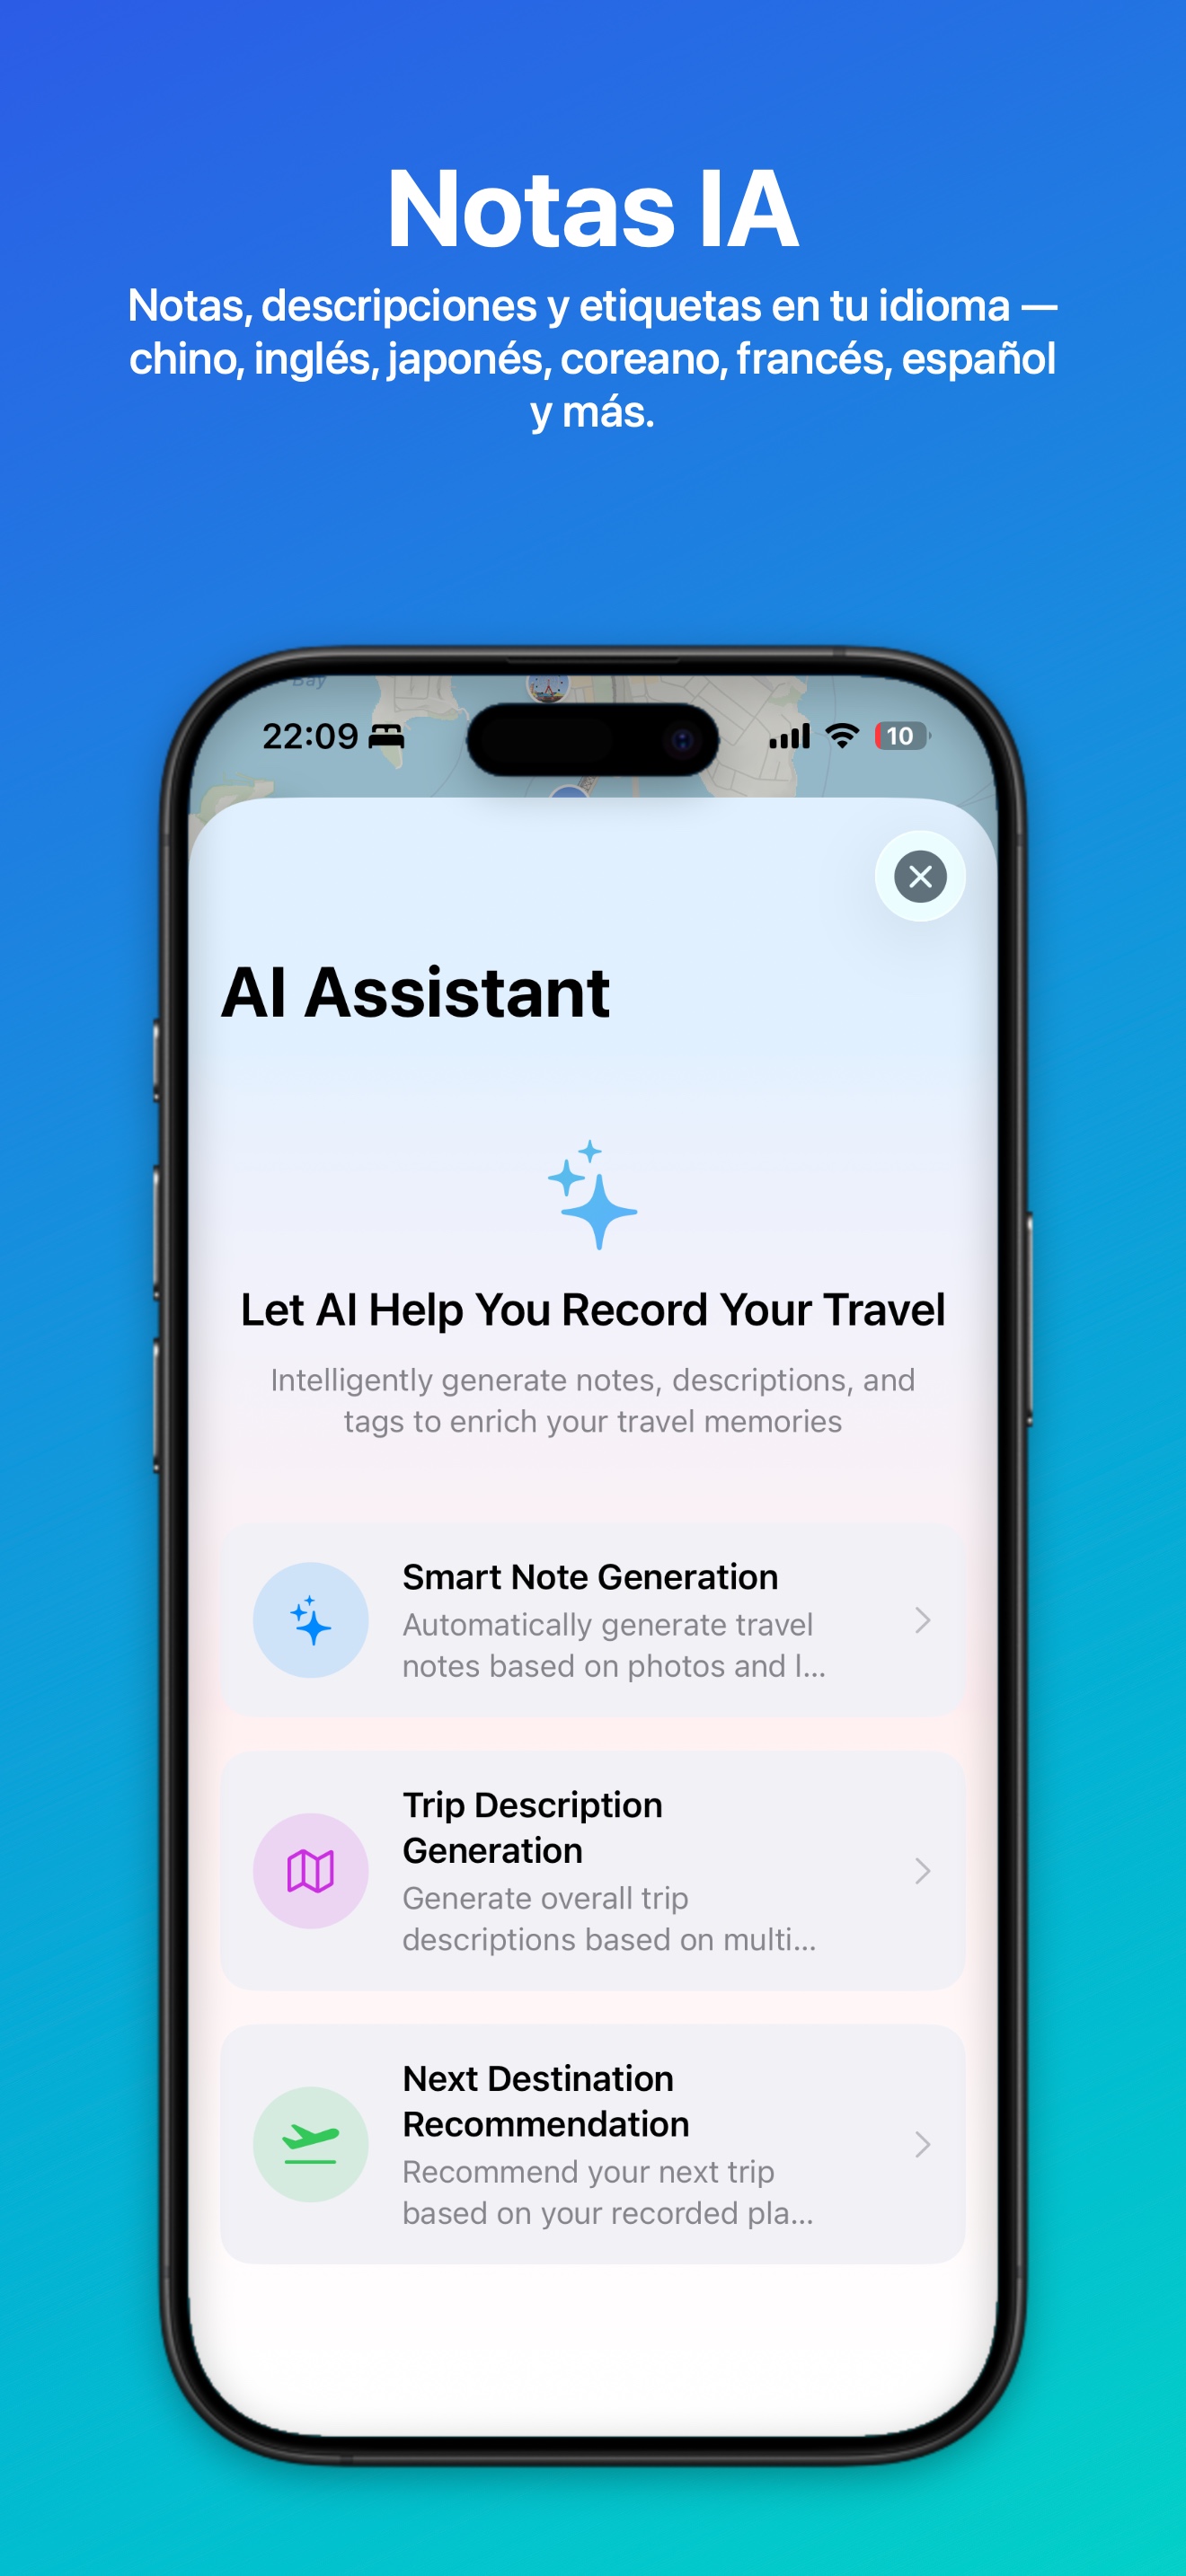 Notas IA
Notas, descripciones y etiquetas en tu idioma —
chino, inglés, japonés, coreano, francés, español
y más.
Bay
22:09
10
AI Assistant
Let AI Help You Record Your Travel
Intelligently generate notes, descriptions, and
tags to enrich your travel memories
Smart Note Generation
Automatically generate travel
notes based on photos and l...
Trip Description
Generation
Generate overall trip
descriptions based on multi...
Next Destination
Recommendation
Recommend your next trip
based on your recorded pla...